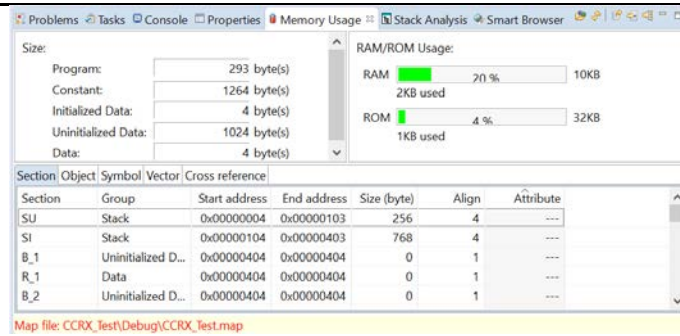 Problems Tasks Console Properties Memory Usage Stack Analysis Smart Browser
Size:
Program: 293 byte(s)
Constant: 1264 byte(s)
Initialized Data: 4 byte(s)
Uninitialized Data: 1024 byte(s)
Data: 4 byte(s)
RAM/ROM Usage:
RAM 20 % 10KB
2KB used
ROM 4 % 32KB
1KB used
Section Object Symbol Vector Cross reference
Section Group Start address End address Size (byte) Align Attribute
SU Stack 0x00000004 0x00000103 256 4 ---
SI Stack 0x00000104 0x00000403 768 4 ---
B_1 Uninitialized D... 0x00000404 0x00000404 0 1 ---
R_1 Data 0x00000404 0x00000404 0 1 ---
B_2 Uninitialized D... 0x00000404 0x00000404 0 1 ---
Map file: CCRX_Test\Debug\CCRX_Test.map